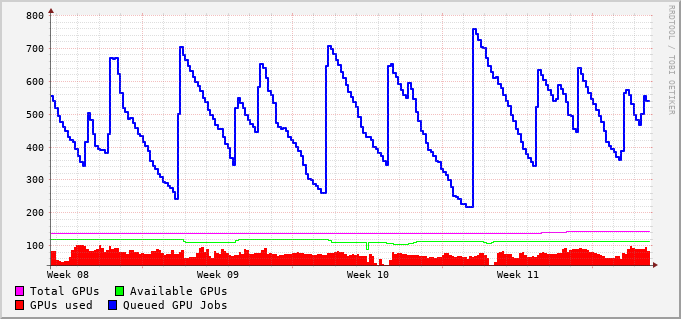 800
700
600
500
400
300
200
100
Week 08 Week 09 Week 10 Week 11
Total GPUs Available GPUs
GPUs used Queued GPU Jobs
RRDTOOL / TOBI OETIKER